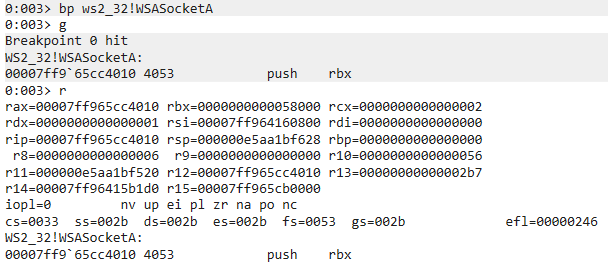 0:003> bp ws2_32!WSASocketA
0:003> g
Breakpoint 0 hit
WS2_32!WSASocketA:
00007ff9`65cc4010 4053            push    rbx
0:003> r
rax=00007ff965cc4010 rbx=0000000000058000 rcx=0000000000000002
rdx=0000000000000001 rsi=00007ff964160800 rdi=0000000000000000
rip=00007ff965cc4010 rsp=000000e5aa1bf628 rbp=0000000000000000
 r8=0000000000000006  r9=0000000000000000 r10=0000000000000056
r11=000000e5aa1bf520 r12=00007ff965cc4010 r13=00000000000002b7
r14=00007ff96415b1d0 r15=00007ff965cb0000
iopl=0         nv up ei pl zr na po nc
cs=0033  ss=002b  ds=002b  es=002b  fs=0053  gs=002b             efl=00000246
WS2_32!WSASocketA:
00007ff9`65cc4010 4053            push    rbx